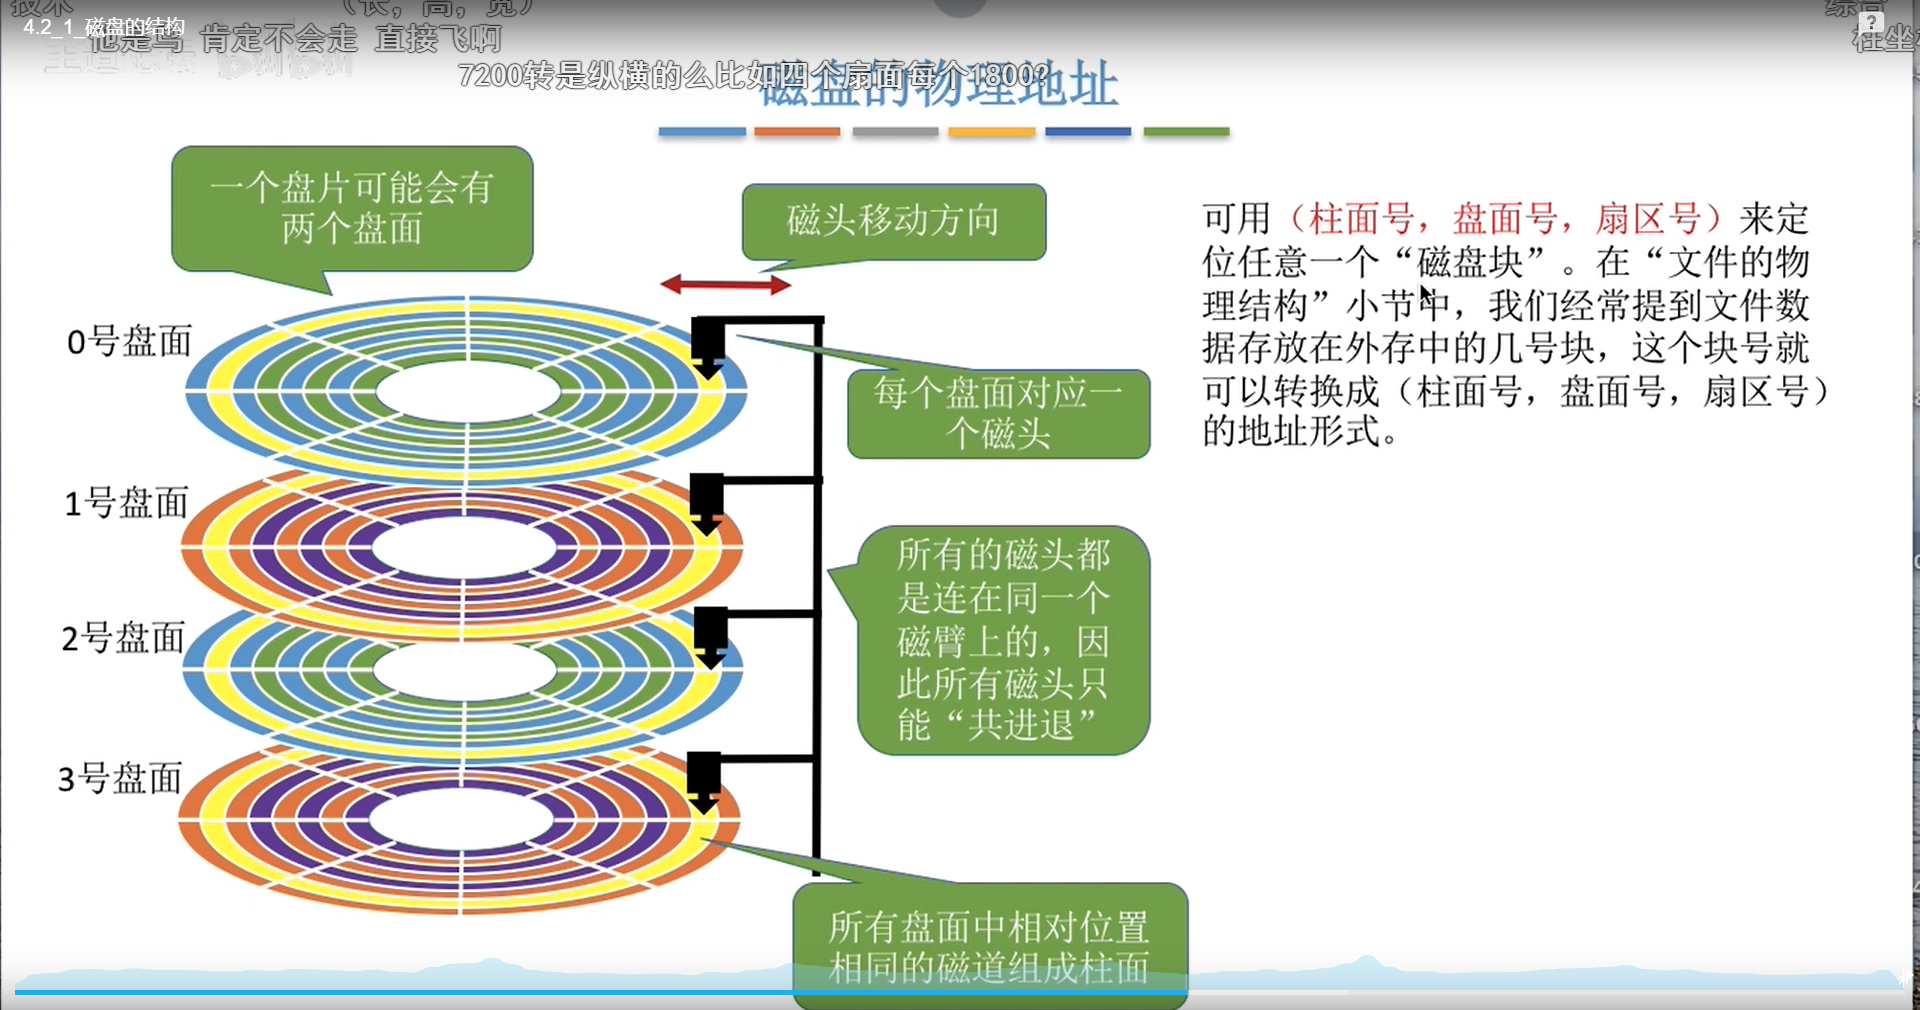 技术
（长，高，宽）
综合
4.2_1_磁盘的结构
?
他是鸟 肯定不会走 直接飞啊
柱坐
7200转是纵横的么比如四个扇面每个1800?
磁盘的物理地址
一个盘片可能会有
两个盘面
磁头移动方向
可用（柱面号，盘面号，扇区号）来定
位任意一个“磁盘块”。在“文件的物
理结构”小节中，我们经常提到文件数
据存放在外存中的几号块，这个块号就
可以转换成（柱面号，盘面号，扇区号）
的地址形式。
0号盘面
每个盘面对应一
个磁头
1号盘面
所有的磁头都
是连在同一个
磁臂上的，因
此所有磁头只
能“共进退”
2号盘面
3号盘面
所有盘面中相对位置
相同的磁道组成柱面